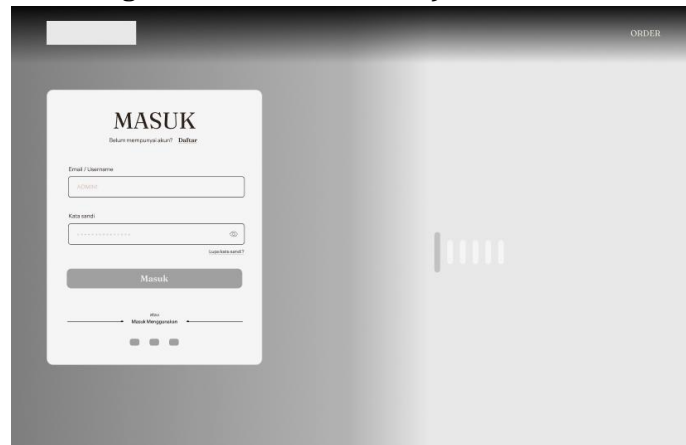 ORDER
MASUK
Belum mempunyai akun? Daftar
Email / Username
ADMIN
Kata sandi
Lupa kata sandi?
Masuk
Atau
Masuk Menggunakan